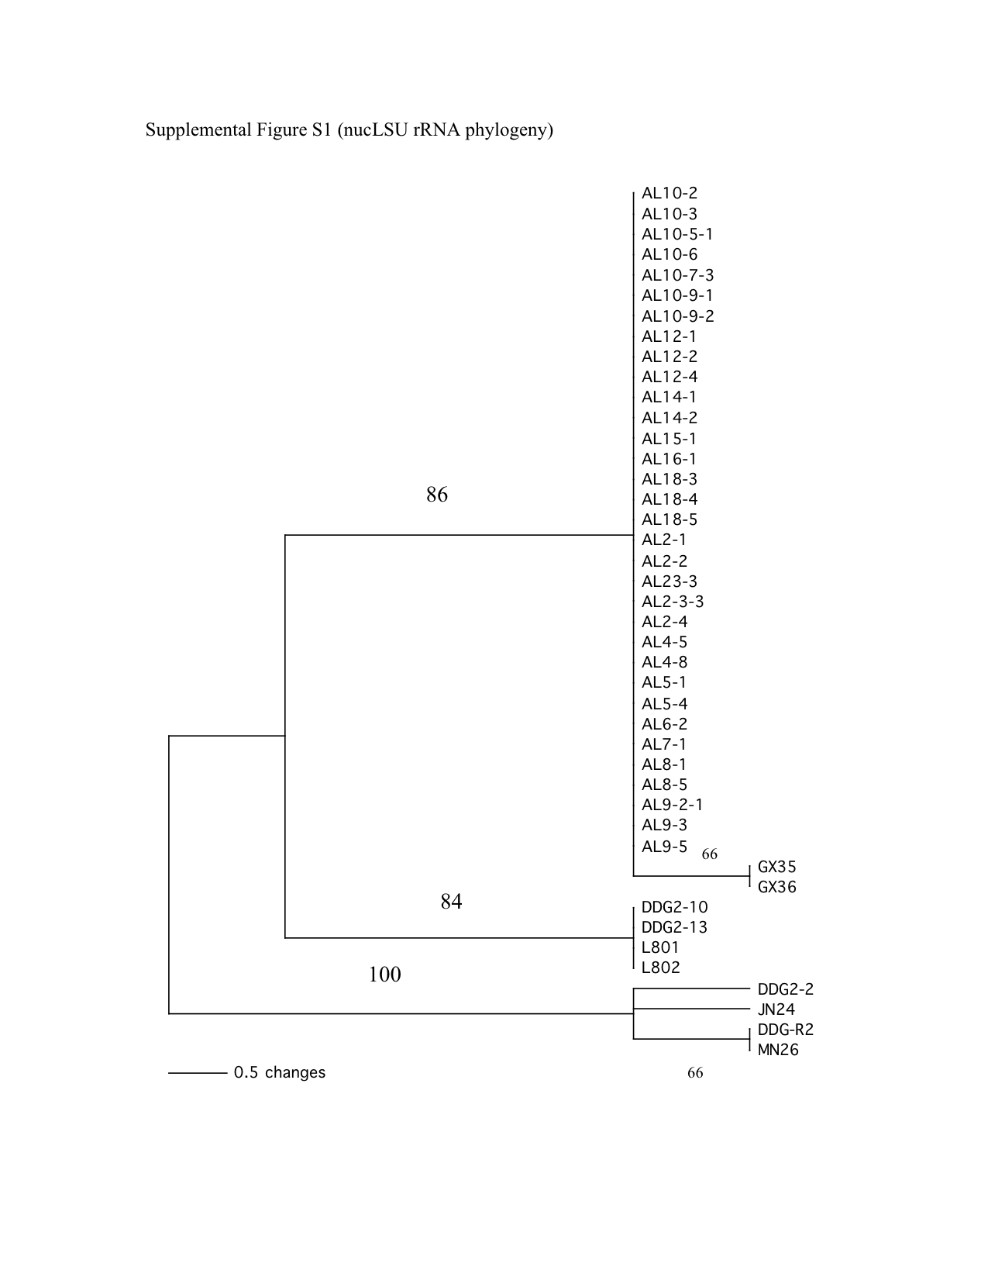 Supplemental Figure S1 (nucLSU rRNA phylogeny)
AL10-2
AL10-3
AL10-5-1
AL10-6
AL10-7-3
AL10-9-1
AL10-9-2
AL12-1
AL12-2
AL12-4
AL14-1
AL14-2
AL15-1
AL16-1
AL18-3
86
AL18-4
AL18-5
AL2-1
AL2-2
AL23-3
AL2-3-3
AL2-4
AL4-5
AL4-8
AL5-1
AL5-4
AL6-2
AL7-1
AL8-1
AL8-5
AL9-2-1
AL9-3
AL9-5
66
GX35
GX36
84
DDG2-10
DDG2-13
L801
L802
100
DDG2-2
JN24
DDG-R2
MN26
0.5 changes
66